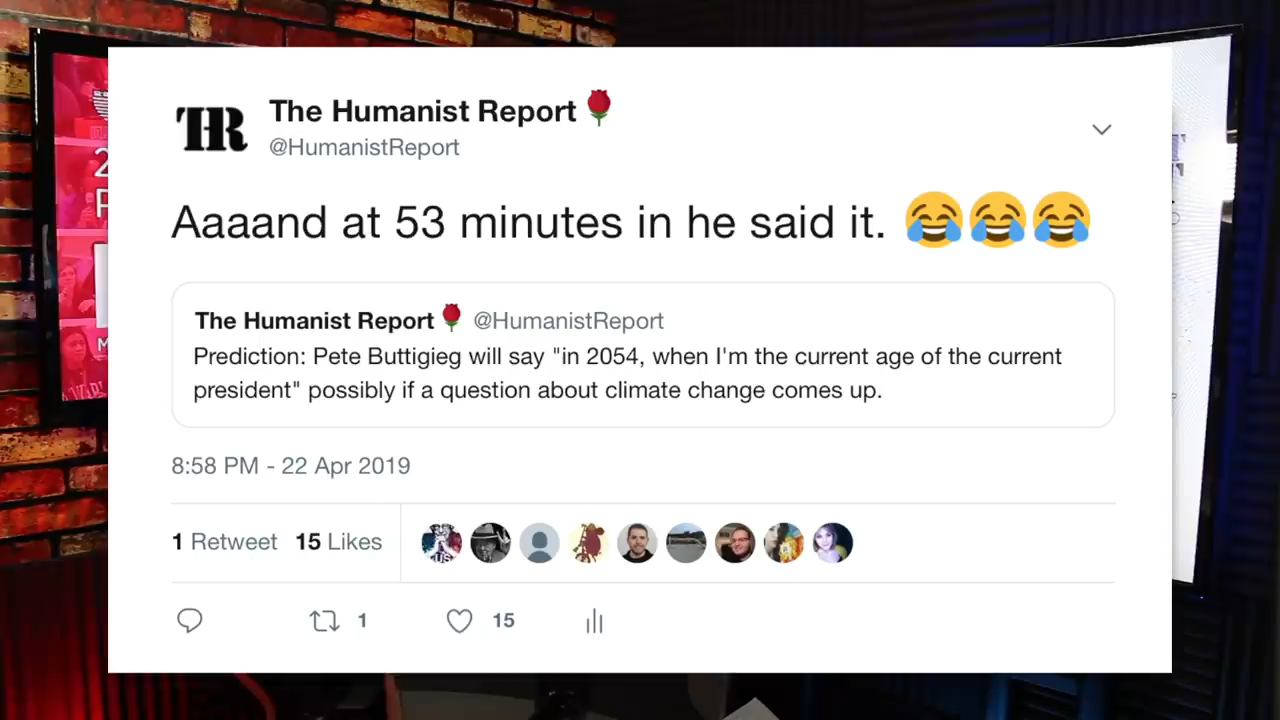 The Humanist Report🌹
@HumanistReport
Aaaand at 53 minutes in he said it. 😂😂😂
The Humanist Report🌹 @HumanistReport
Prediction: Pete Buttigieg will say "in 2054, when I'm the current age of the current
president" possibly if a question about climate change comes up.
8:58 PM - 22 Apr 2019
1 Retweet 15 Likes
1 15